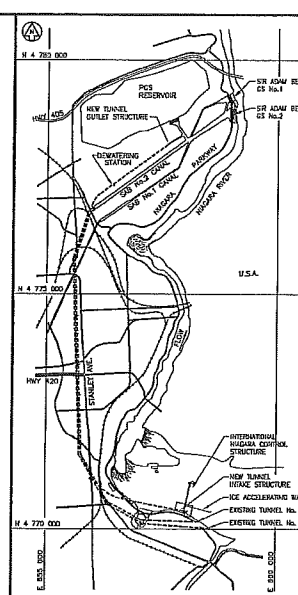 N 4 780 000
PGS
RESERVOIR
SIR ADAM BE
GS No.1
HWY 405
NEW TUNNEL
OUTLET STRUCTURE
SIR ADAM BE
GS No.2
DEWATERING
STATION
SAB No.2 CANAL
SAB No.1 CANAL
NIAGARA PARKWAY
NIAGARA RIVER
U.S.A.
N 4 775 000
FLOW
STANLEY AVE.
HWY 420
INTERNATIONAL
NIAGARA CONTROL
STRUCTURE
NEW TUNNEL
INTAKE STRUCTURE
ICE ACCELERATING WA
EXISTING TUNNEL No.
N 4 770 000
EXISTING TUNNEL No.
E. 655 000
E. 660 000